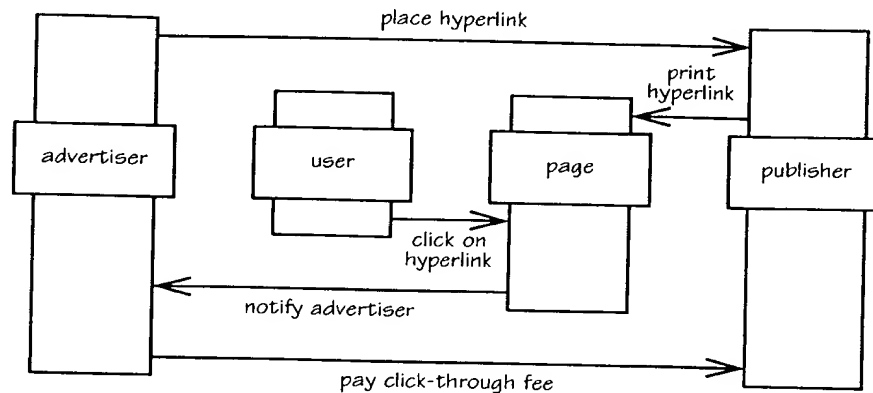 place hyperlink
print
hyperlink
advertiser
user
page
publisher
click on
hyperlink
notify advertiser
pay click-through fee